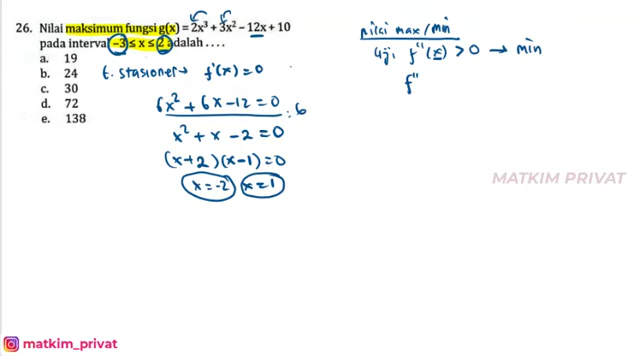 26. Nilai maksimum fungsi g(x) = 2x³ + 3x² – 12x + 10
pada interval –3 ≤ x ≤ 2 adalah . . . .
a. 19
b. 24
c. 30
d. 72
e. 138
t. stasioner → f'(x) = 0
6x² + 6x – 12 = 0 : 6
x² + x – 2 = 0
(x+2)(x–1) = 0
x = –2 x = 1
nilai max/min
uji f''(x) > 0 → min
f''
MATKIM PRIVAT
matkim_privat